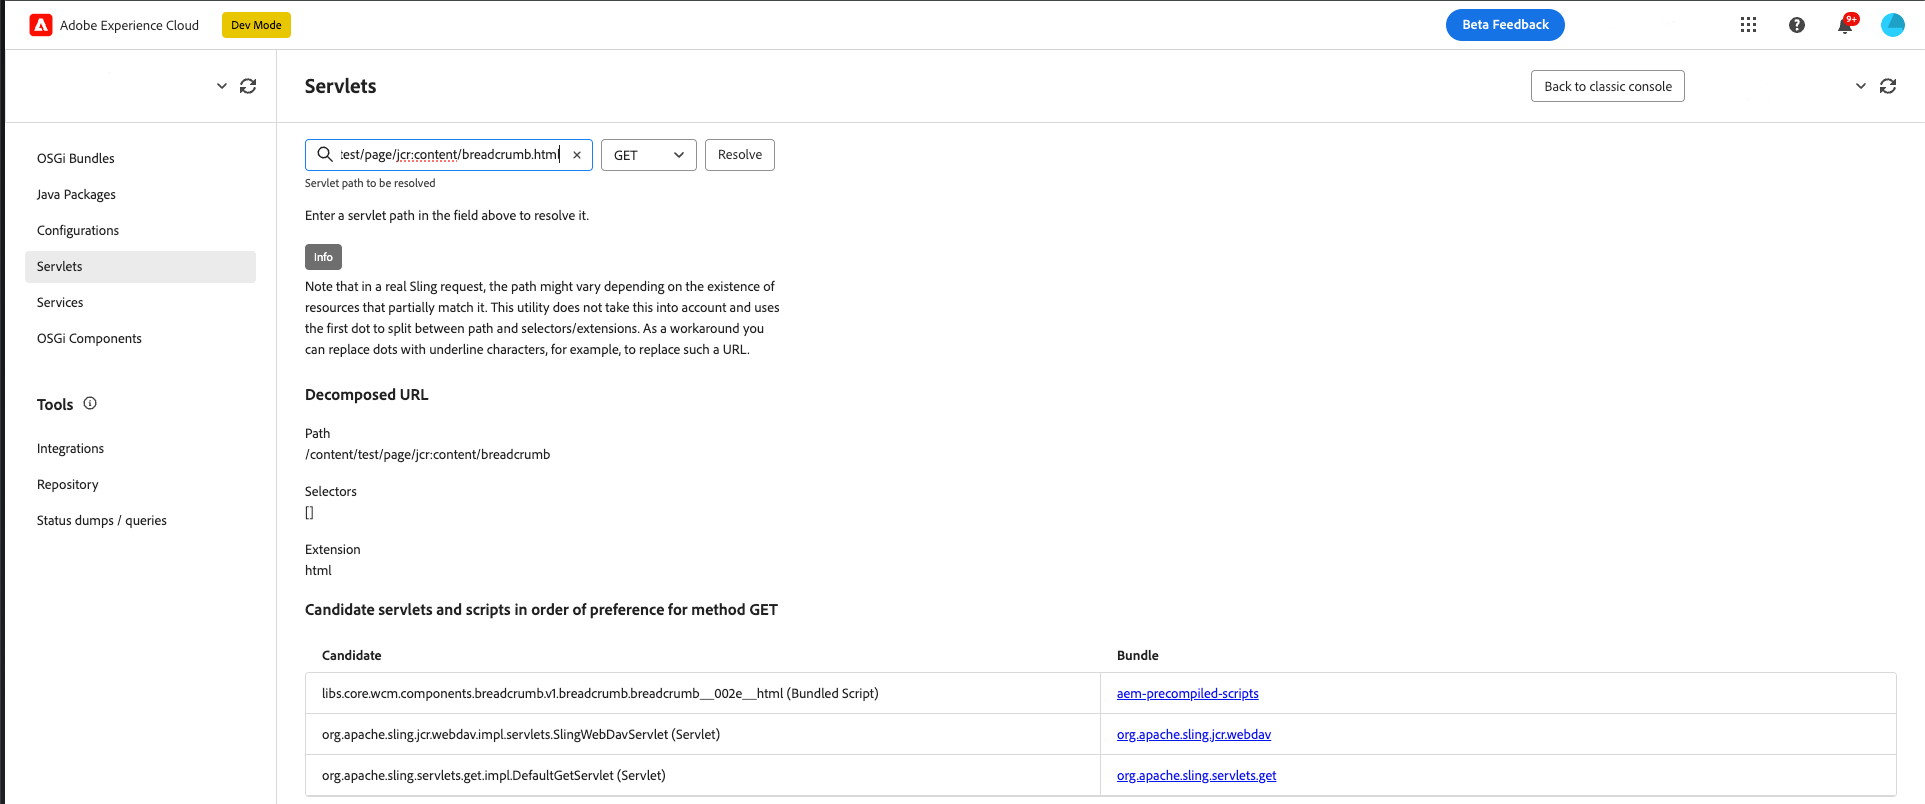 Adobe Experience Cloud
Dev Mode
Beta Feedback
9+
Servlets
Back to classic console
OSGi Bundles
Java Packages
Configurations
Servlets
Services
OSGi Components
Tools
Integrations
Repository
Status dumps / queries
test/page/jcr:content/breadcrumb.html
GET
Resolve
Servlet path to be resolved
Enter a servlet path in the field above to resolve it.
Info
Note that in a real Sling request, the path might vary depending on the existence of
resources that partially match it. This utility does not take this into account and uses
the first dot to split between path and selectors/extensions. As a workaround you
can replace dots with underline characters, for example, to replace such a URL.
Decomposed URL
Path
/content/test/page/jcr:content/breadcrumb
Selectors
[]
Extension
html
Candidate servlets and scripts in order of preference for method GET
Candidate Bundle
libs.core.wcm.components.breadcrumb.v1.breadcrumb.breadcrumb__002e__html (Bundled Script) aem-precompiled-scripts
org.apache.sling.jcr.webdav.impl.servlets.SlingWebDavServlet (Servlet) org.apache.sling.jcr.webdav
org.apache.sling.servlets.get.impl.DefaultGetServlet (Servlet) org.apache.sling.servlets.get